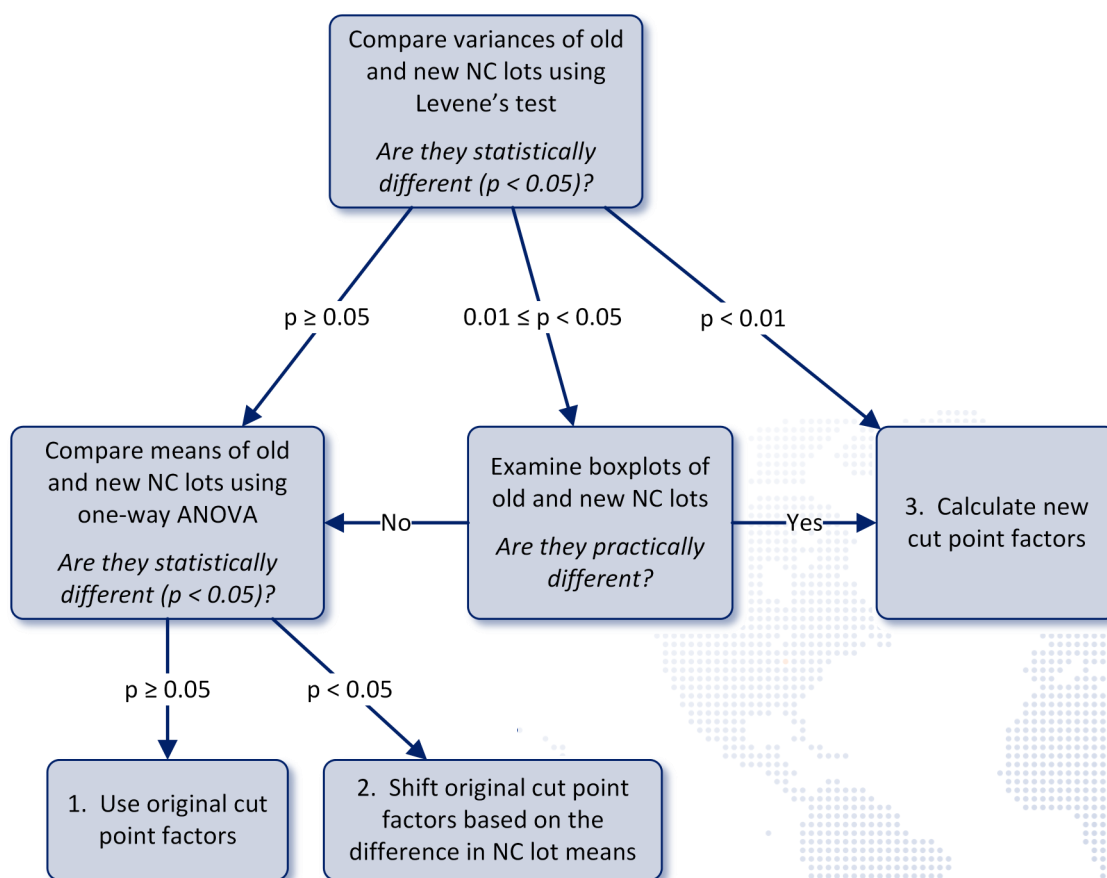 Compare variances of old
and new NC lots using
Levene’s test
Are they statistically
different (p < 0.05)?
p ≥ 0.05
0.01 ≤ p < 0.05
p < 0.01
Compare means of old
and new NC lots using
one-way ANOVA
Are they statistically
different (p < 0.05)?
No
Examine boxplots of
old and new NC lots
Are they practically
different?
Yes
3. Calculate new
cut point factors
p ≥ 0.05
p < 0.05
1. Use original cut
point factors
2. Shift original cut point
factors based on the
difference in NC lot means